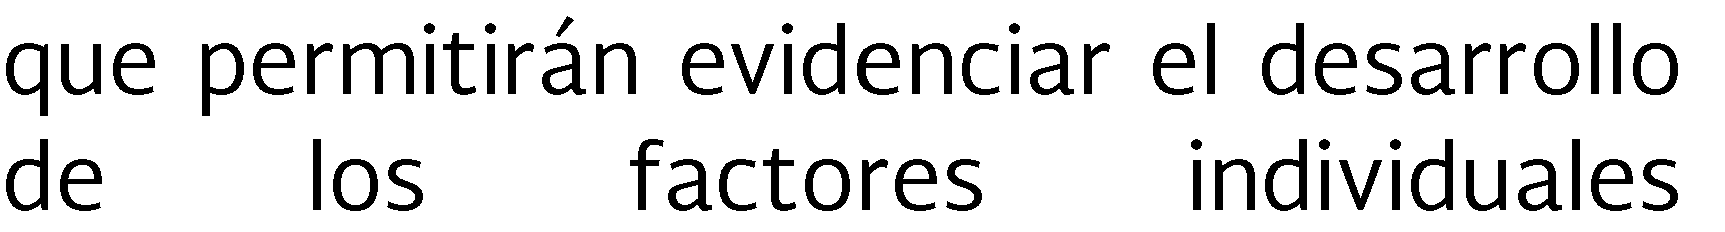 que permitirán evidenciar el desarrollo
de los factores individuales